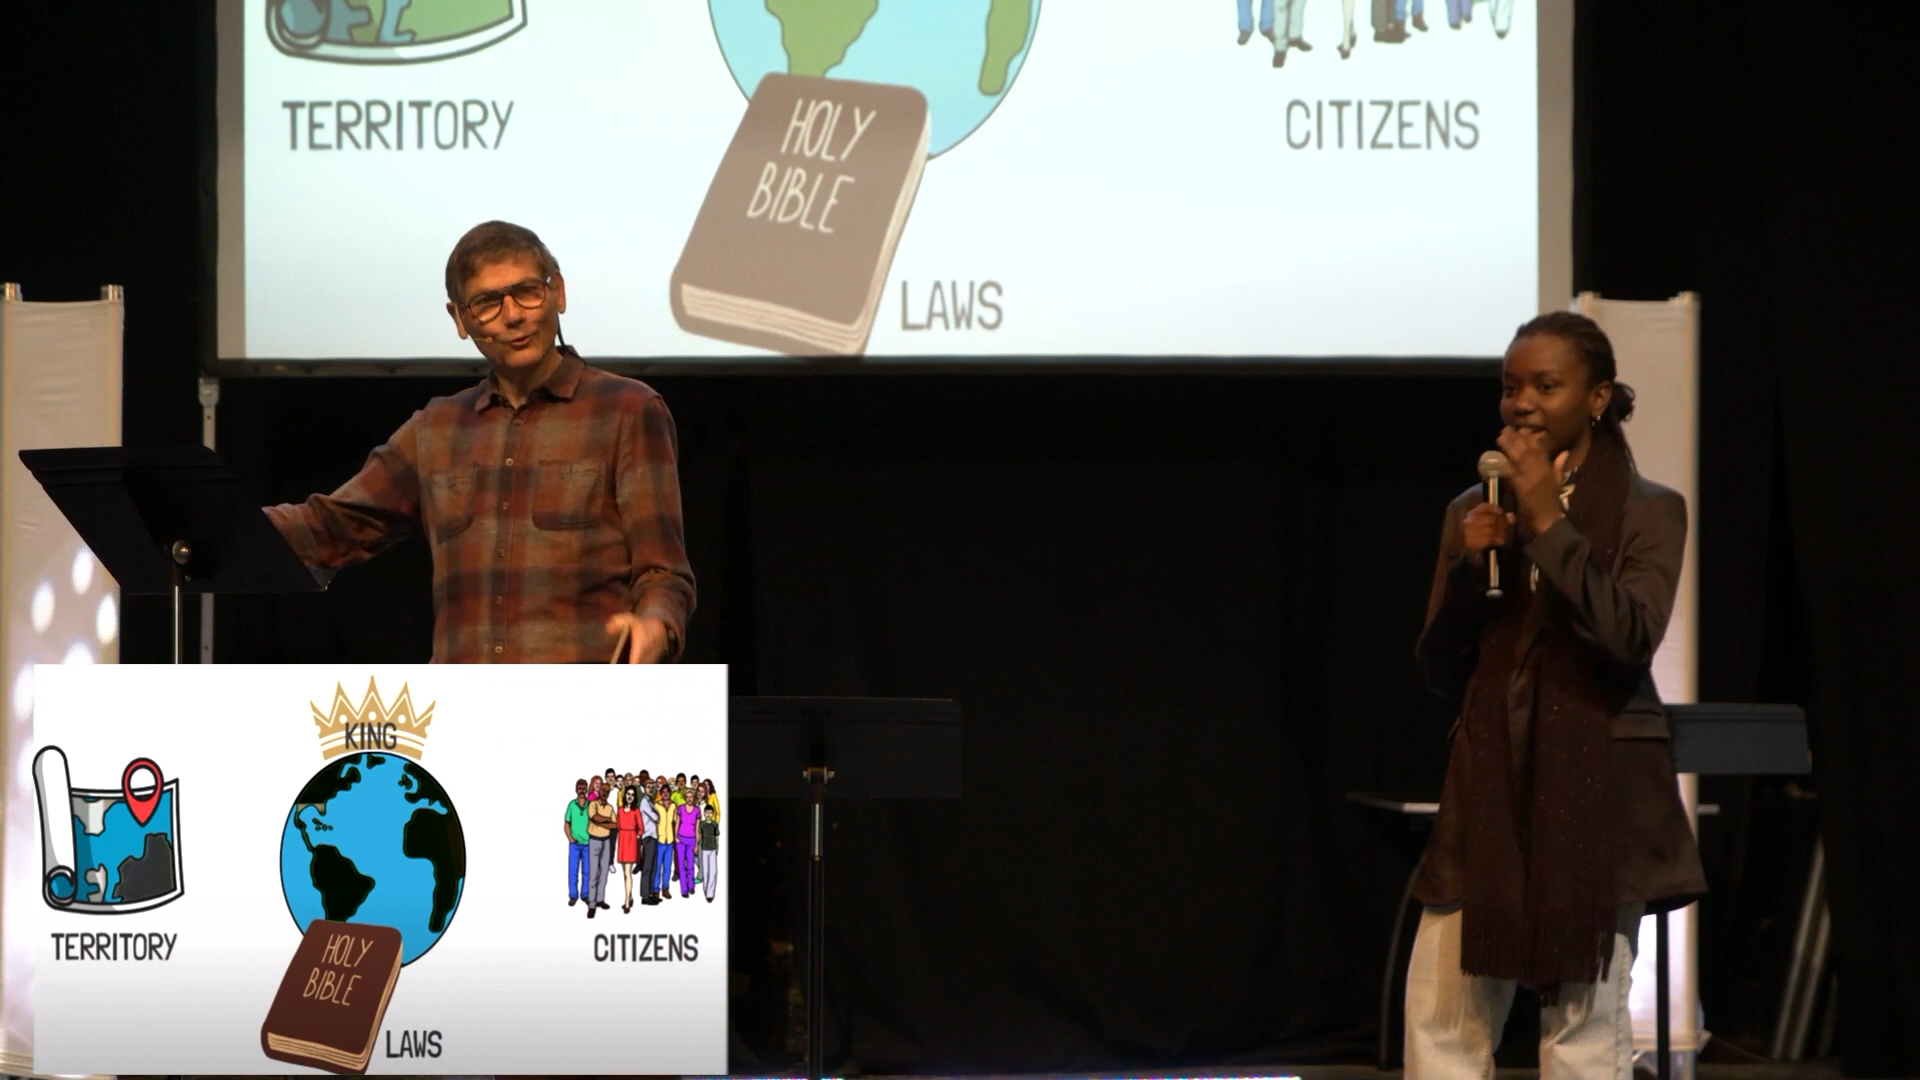 TERRITORY
HOLY
BIBLE
LAWS
CITIZENS
KING
TERRITORY
HOLY
BIBLE
LAWS
CITIZENS